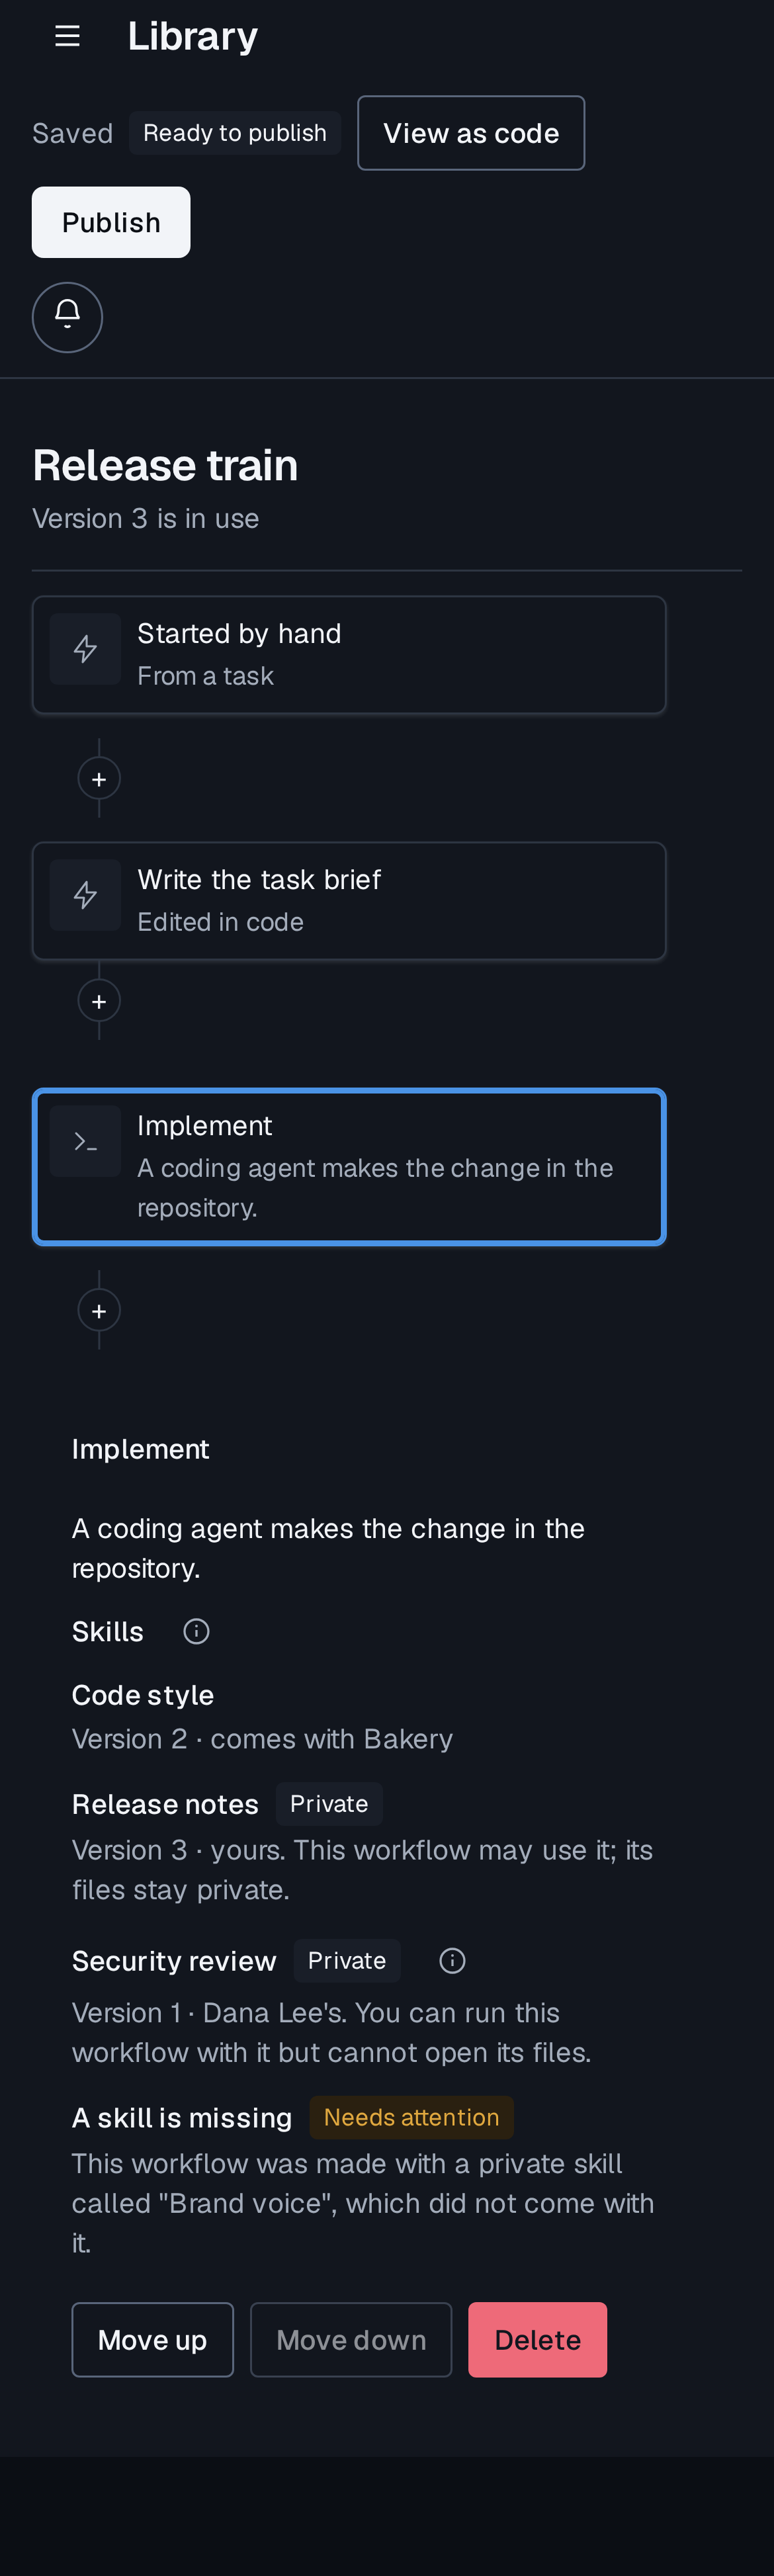 Library
Saved Ready to publish View as code
Publish
Release train
Version 3 is in use
Started by hand
From a task
+
Write the task brief
Edited in code
+
Implement
A coding agent makes the change in the
repository.
+
Implement
A coding agent makes the change in the
repository.
Skills
Code style
Version 2 · comes with Bakery
Release notes Private
Version 3 · yours. This workflow may use it; its
files stay private.
Security review Private
Version 1 · Dana Lee's. You can run this
workflow with it but cannot open its files.
A skill is missing Needs attention
This workflow was made with a private skill
called "Brand voice", which did not come with
it.
Move up Move down Delete